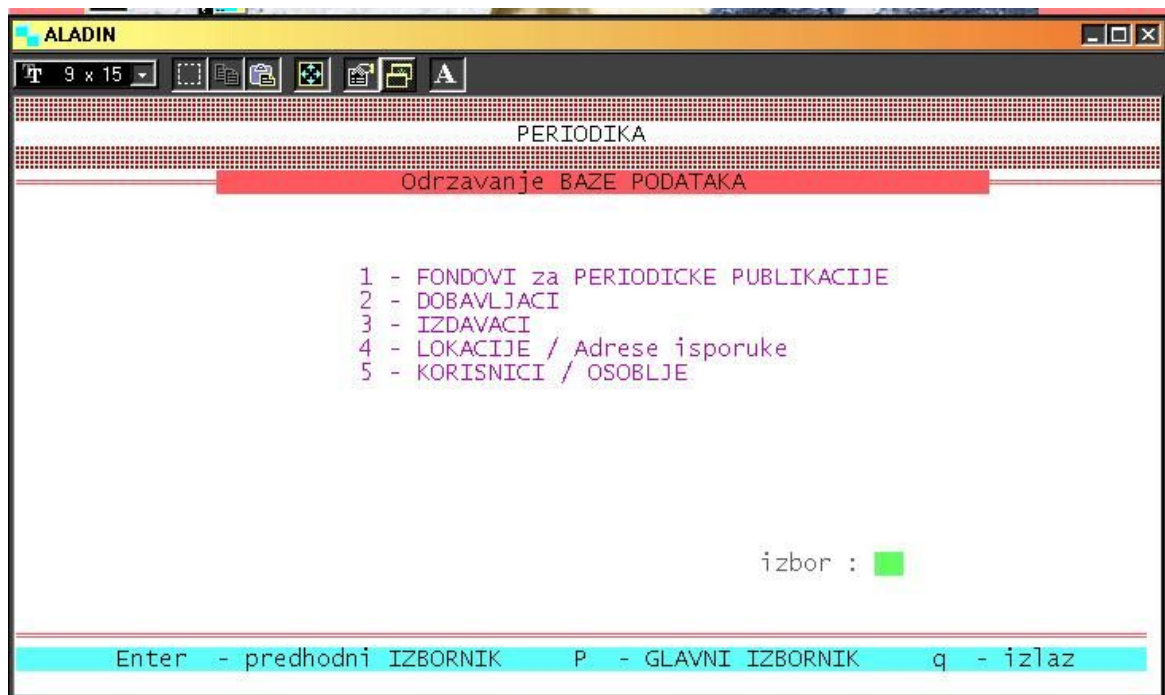 ALADIN
9 x 15
A
PERIODIKA
Odrzavanje BAZE PODATAKA
1 - FONDOVI za PERIODICKE PUBLIKACIJE
2 - DOBAVLJACI
3 - IZDAVACI
4 - LOKACIJE / Adrese isporuke
5 - KORISNICI / OSOBLJE
izbor :
Enter - predhodni IZBORNIK P - GLAVNI IZBORNIK q - izlaz